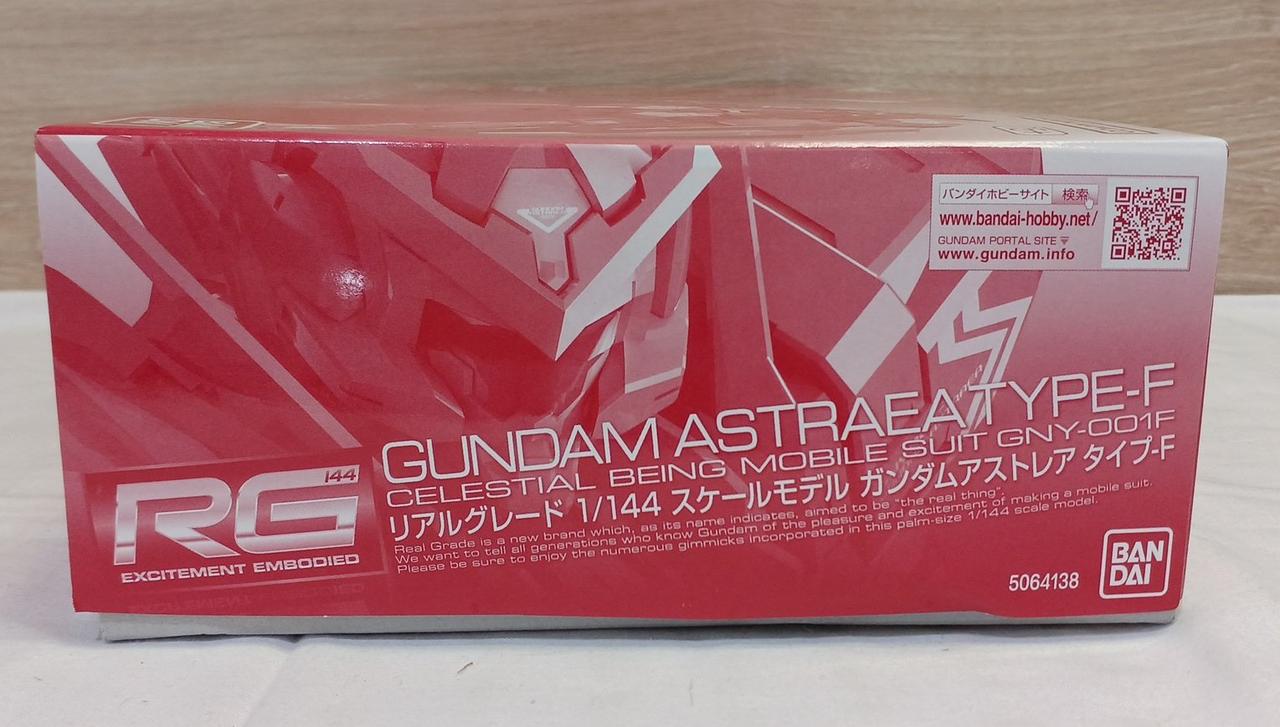 バンダイホビーサイト 検索
www.bandai-hobby.net/
GUNDAM PORTAL SITE
www.gundam.info
GUNDAM ASTRAEA TYPE-F
CELESTIAL BEING MOBILE SUIT GNY-001F
リアルグレード 1/144 スケールモデル ガンダムアストレア タイプ-F
Real Grade is a new brand which, as its name indicates, aimed to be "the real thing".
We want to tell all generations who know Gundam of the pleasure and excitement of making a mobile suit.
Please be sure to enjoy the numerous gimmicks incorporated in this palm-size 1/144 scale model.
144
RG
EXCITEMENT EMBODIED
5064138
BAN
DAI